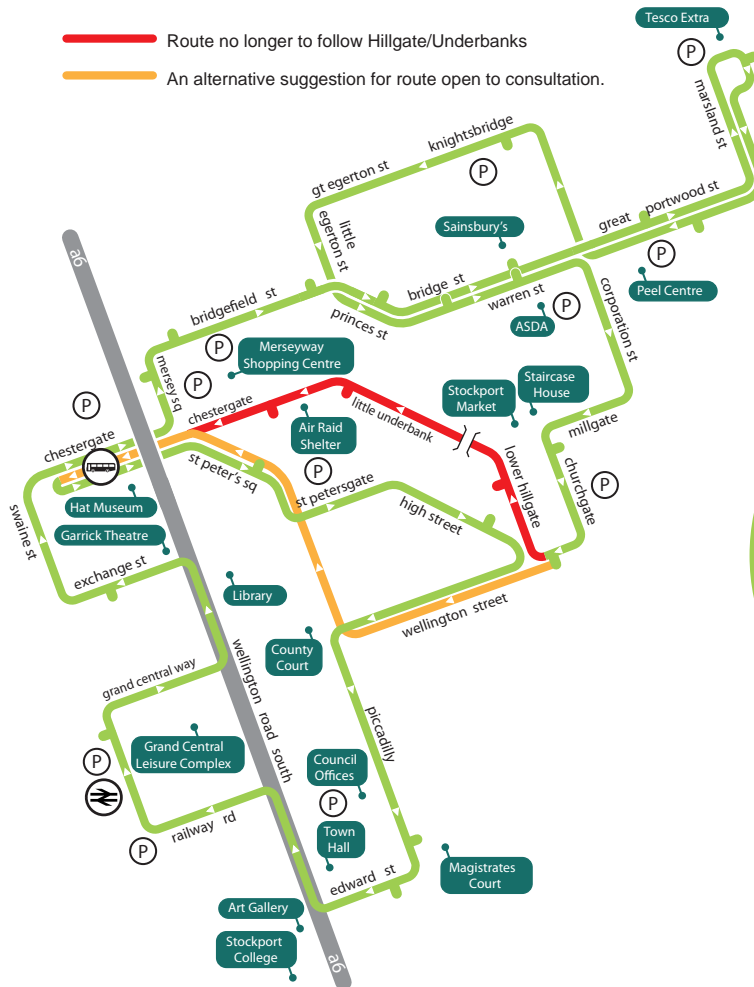 Tesco Extra
Route no longer to follow Hillgate/Underbanks
An alternative suggestion for route open to consultation.
P
marsland st
knightsbridge
gt egerton st
P
little
egerton st
great portwood st
Sainsbury's
a6
P
Peel Centre
bridgefield st
bridge st
princes st
warren st
corporation st
P
ASDA
P
Merseyway
Shopping Centre
mersey sq
P
P
chestergate
Air Raid
Shelter
P
little underbank
Stockport
Market
Staircase
House
millgate
lower hillgate
churchgate
P
chestergate
st peter's sq
st petersgate
high street
Hat Museum
Garrick Theatre
swaine st
exchange st
Library
wellington street
County
Court
grand central way
wellington road south
piccadilly
Grand Central
Leisure Complex
P
Council
Offices
P
railway rd
P
Town
Hall
edward st
Magistrates
Court
Art Gallery
Stockport
College
a6